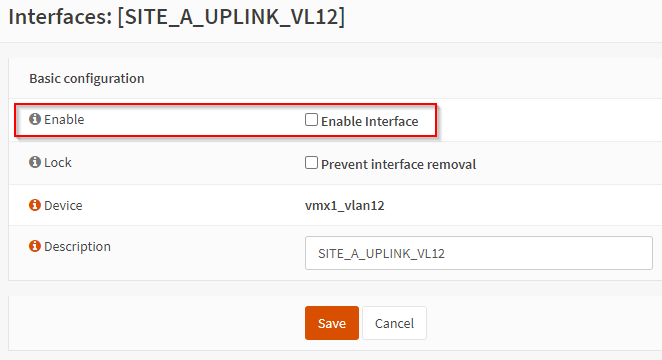 Interfaces: [SITE_A_UPLINK_VL12]
Basic configuration
Enable Enable Interface
Lock Prevent interface removal
Device vmx1_vlan12
Description SITE_A_UPLINK_VL12
Save Cancel